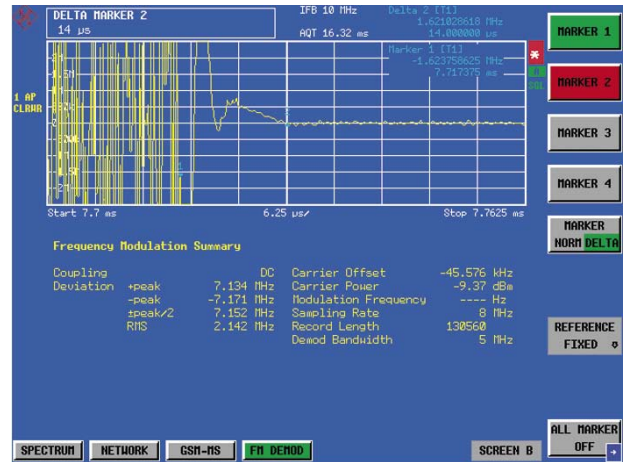 DELTA MARKER 2
14 µs
IFB 10 MHz
AQT 16.32 ms
Delta 2 [T1]
1.621028618 MHz
14.000000 µs
Marker 1 [T1]
-1.623758625 MHz
7.717375 ms
1 AP
CLRWR
SGL
Start 7.7 ms
6.25 µs/
Stop 7.7625 ms
Frequency Modulation Summary
Coupling DC
Deviation +peak 7.134 MHz
-peak -7.171 MHz
±peak/2 7.152 MHz
RMS 2.142 MHz
Carrier Offset -45.576 kHz
Carrier Power -9.37 dBm
Modulation Frequency ---- Hz
Sampling Rate 8 MHz
Record Length 130560
Demod Bandwidth 5 MHz
MARKER 1
MARKER 2
MARKER 3
MARKER 4
MARKER
NORM DELTA
REFERENCE
FIXED
ALL MARKER
OFF
SPECTRUM
NETWORK
GSM-MS
FM DEMOD
SCREEN B